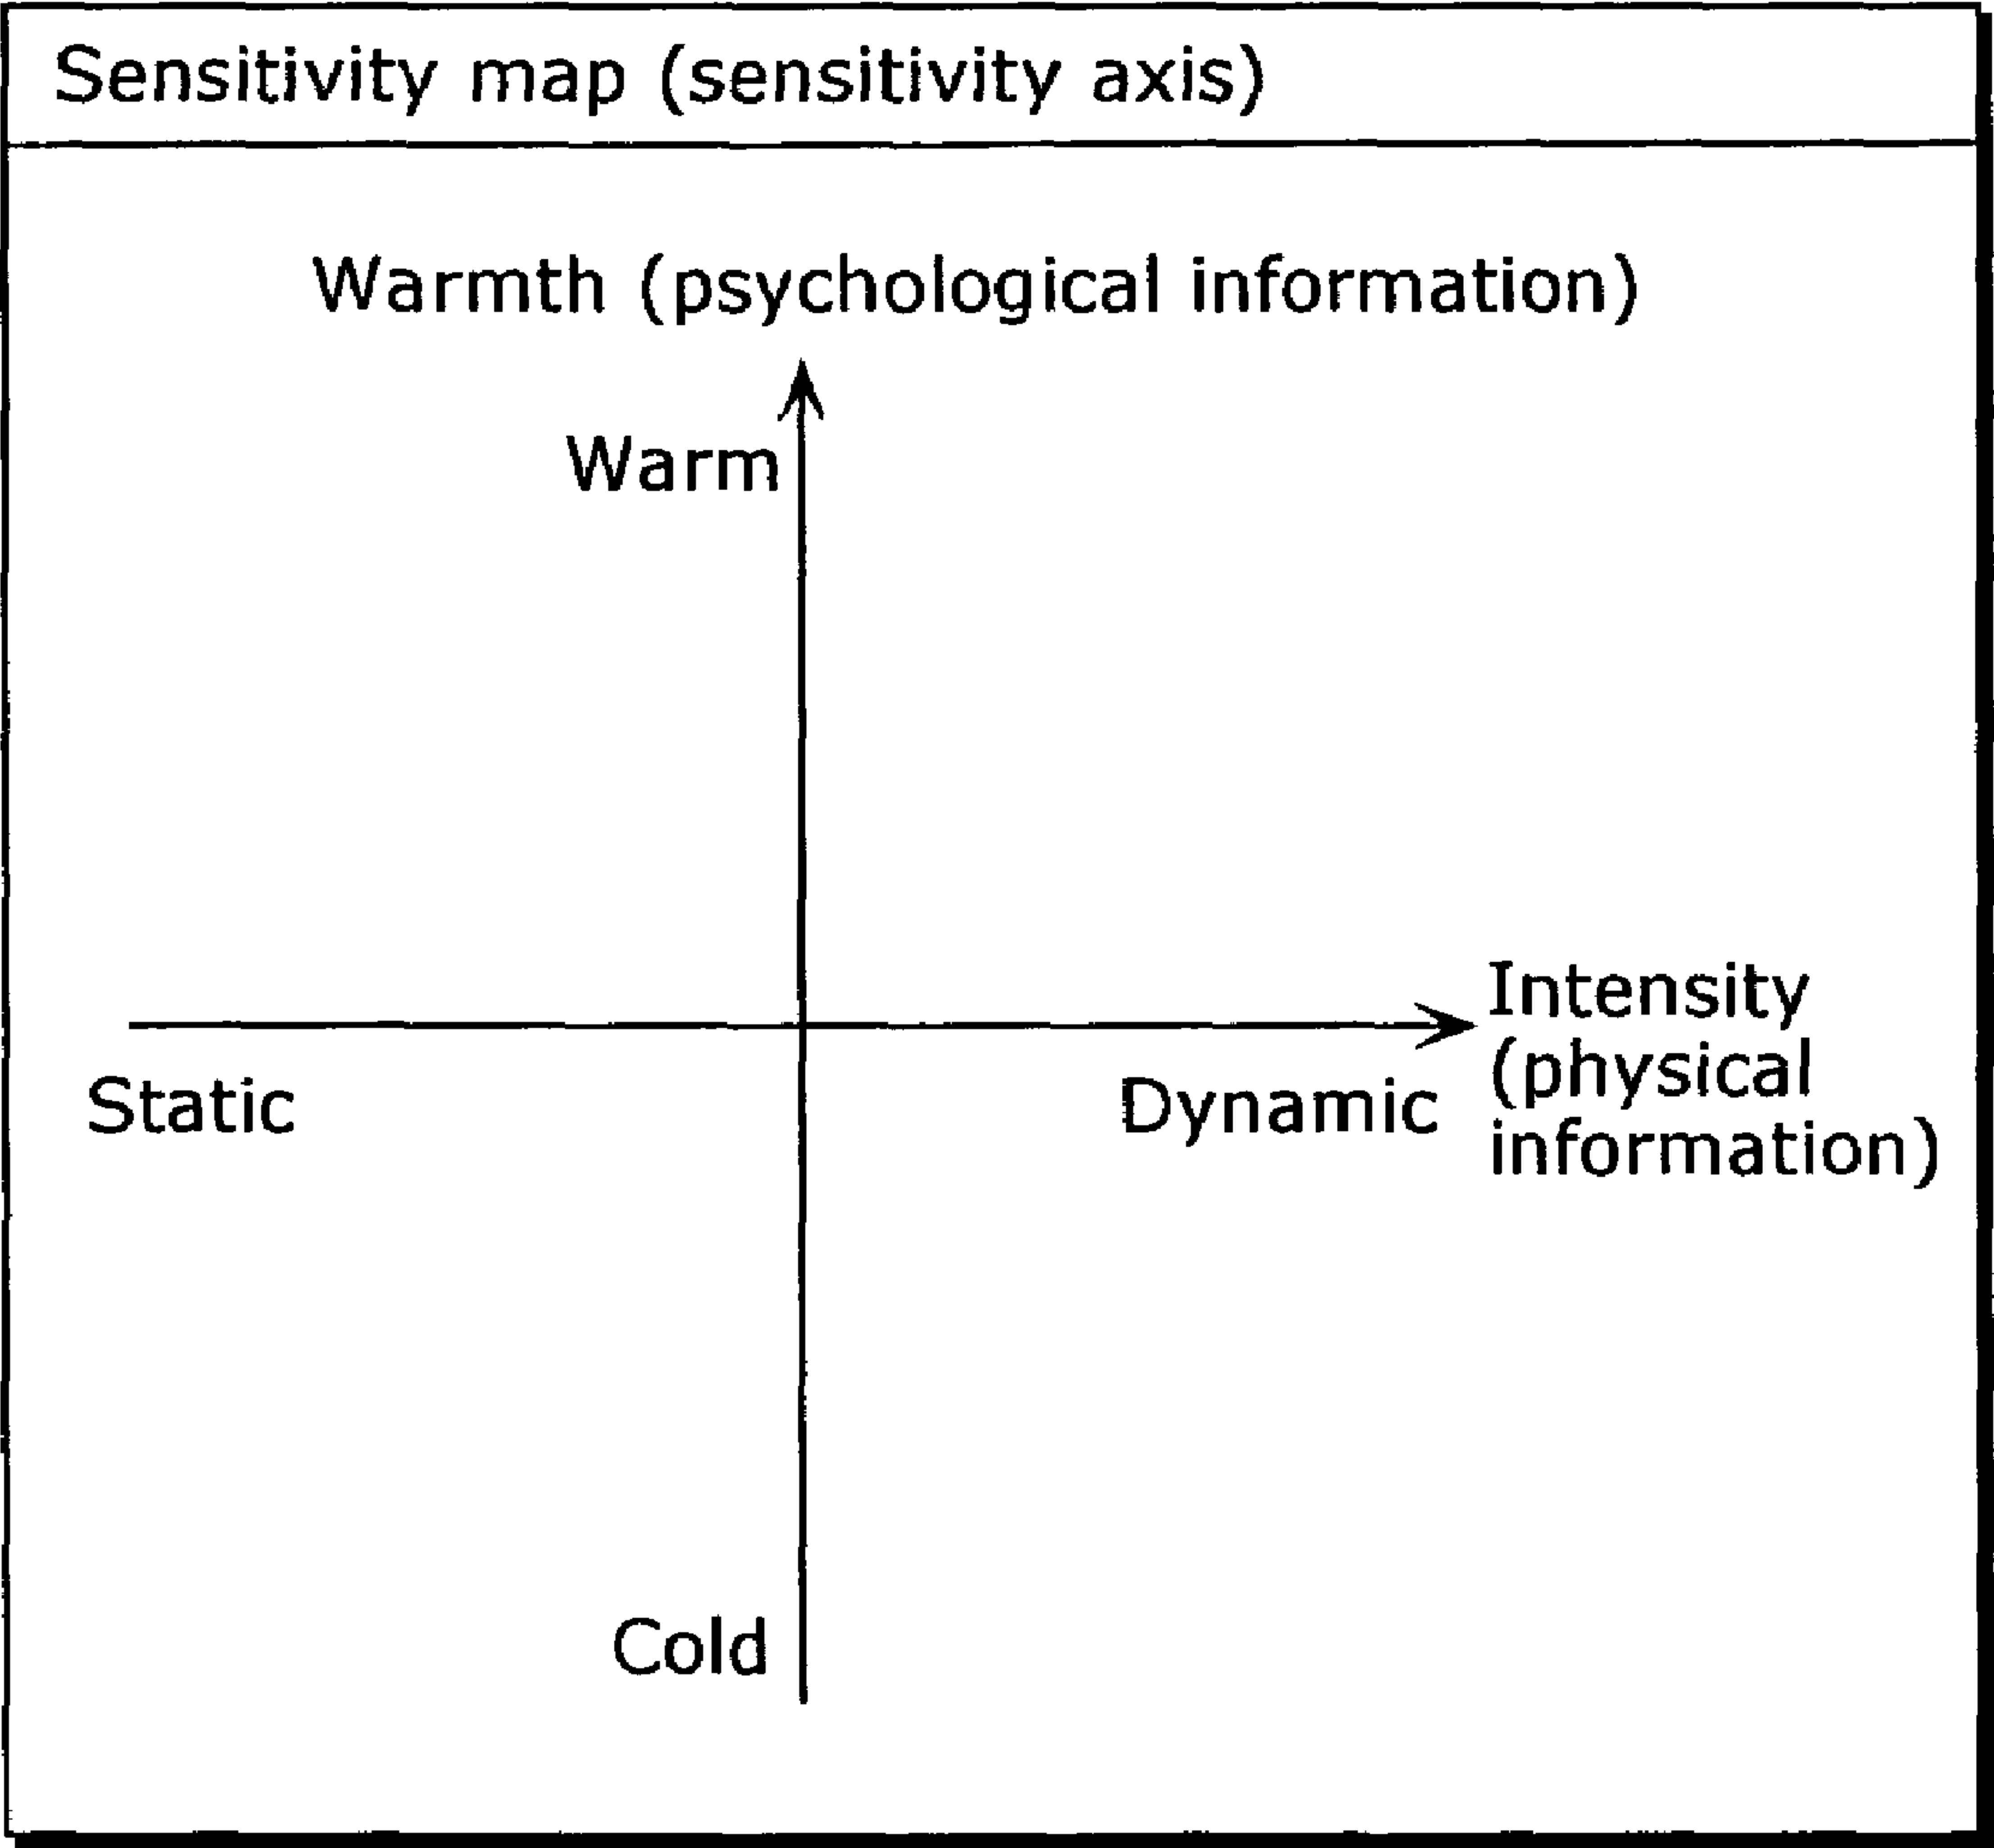 Sensitivity map (sensitivity axis)
Warmth (psychological information)
Warm
Intensity
(physical
information)
Static
Dynamic
Cold